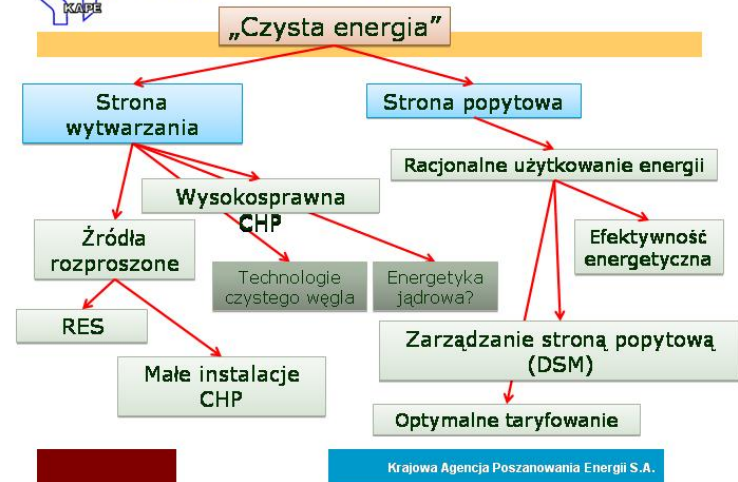 KAPE
„Czysta energia”
Strona
wytwarzania
Strona popytowa
Racjonalne użytkowanie energii
Wysokosprawna
CHP
Źródła
rozproszone
Efektywność
energetyczna
Technologie
czystego węgla
Energetyka
jądrowa?
RES
Zarządzanie stroną popytową
(DSM)
Małe instalacje
CHP
Optymalne taryfowanie
Krajowa Agencja Poszanowania Energii S.A.